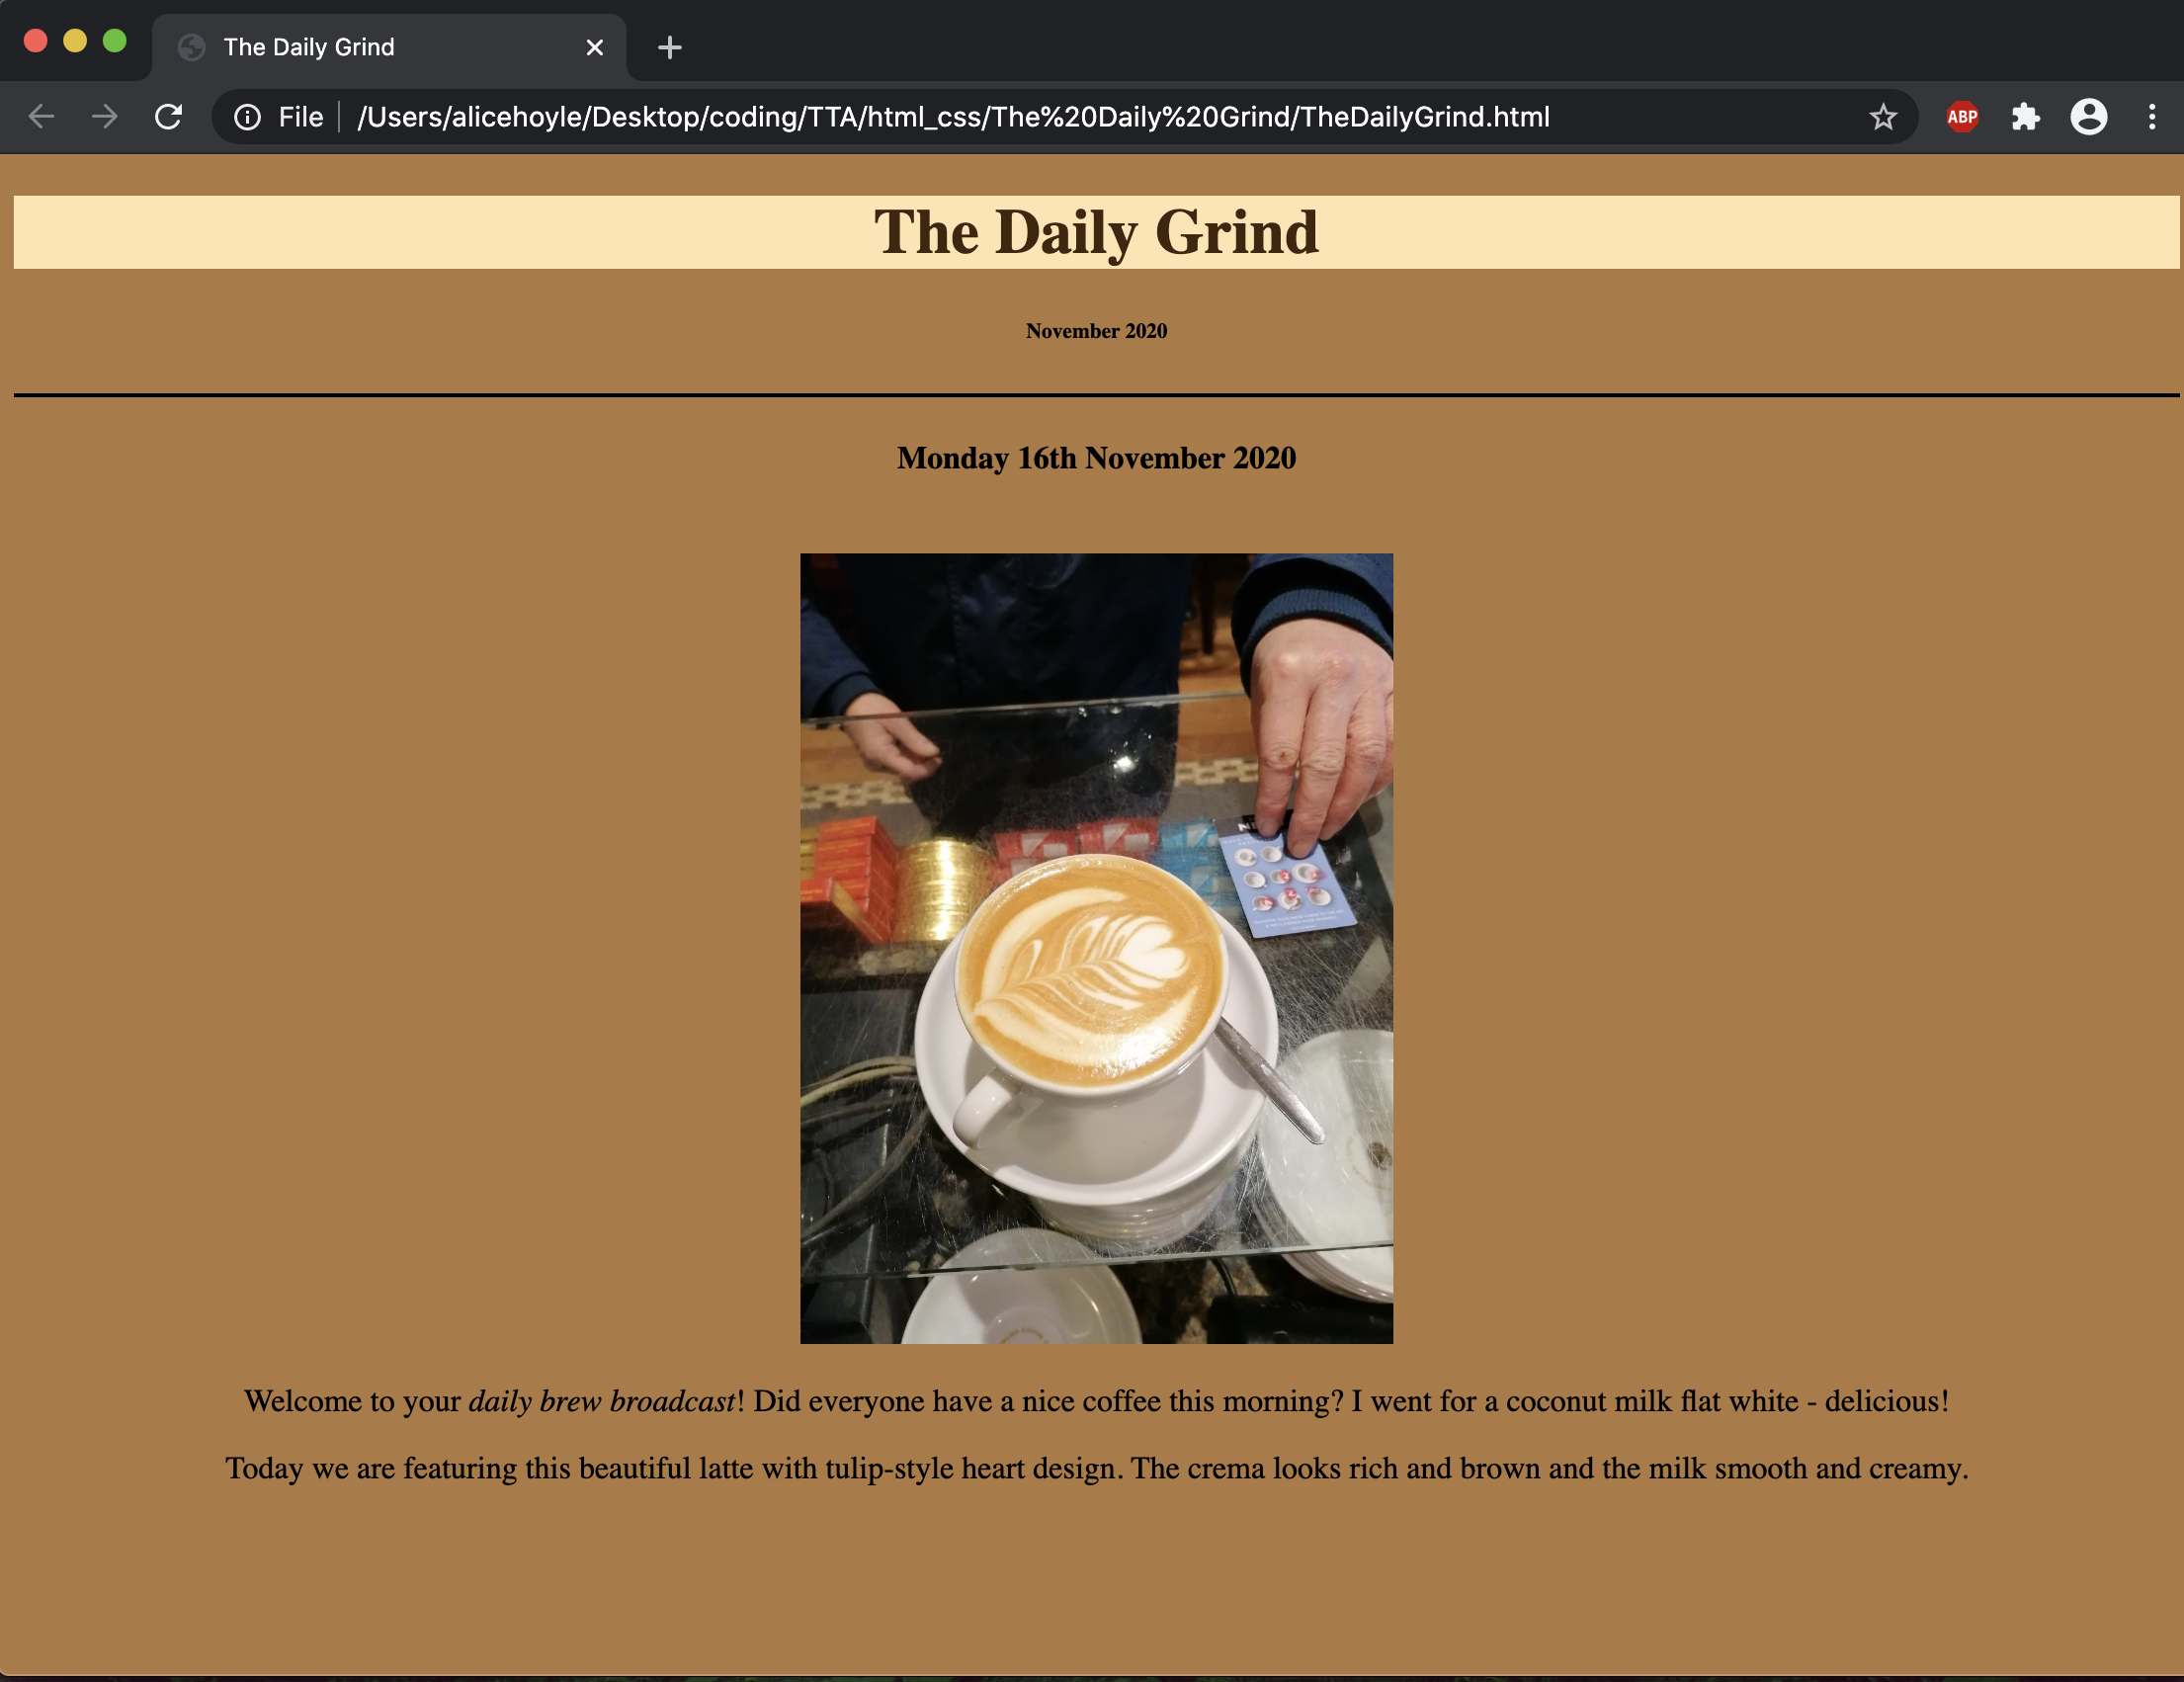 The Daily Grind
File /Users/alicehoyle/Desktop/coding/TTA/html_css/The%20Daily%20Grind/TheDailyGrind.html
ABP
The Daily Grind
November 2020
Monday 16th November 2020
Welcome to your daily brew broadcast! Did everyone have a nice coffee this morning? I went for a coconut milk flat white - delicious!
Today we are featuring this beautiful latte with tulip-style heart design. The crema looks rich and brown and the milk smooth and creamy.